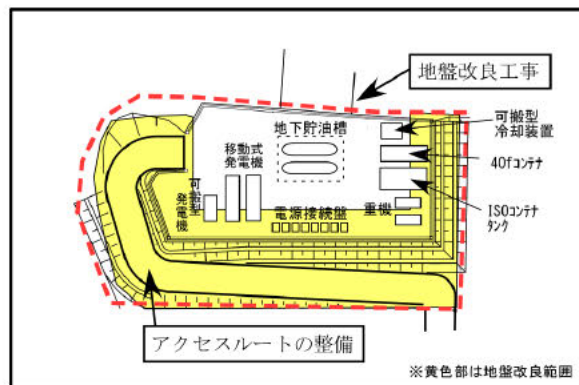 地盤改良工事
可搬型
冷却装置
地下貯油槽
移動式
発電機
40fコンテナ
可搬型
発電機
ISOコンテナ
タンク
重機
電源接続盤
アクセスルートの整備
※黄色部は地盤改良範囲